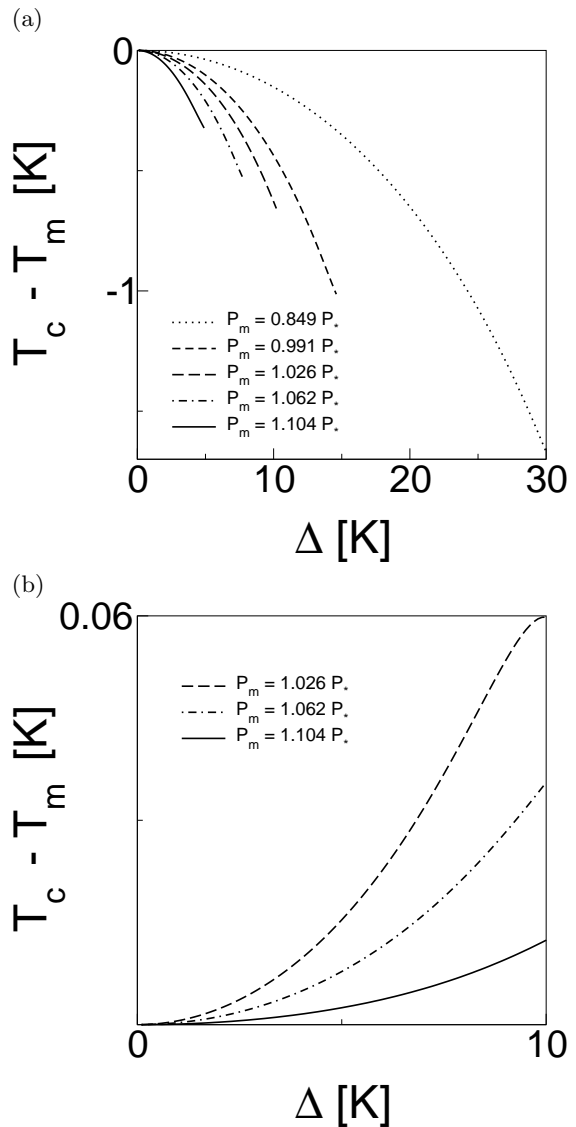 (a)
0
T_c - T_m [K]
-1
P_m = 0.849 P_*
P_m = 0.991 P_*
P_m = 1.026 P_*
P_m = 1.062 P_*
P_m = 1.104 P_*
0 10 20 30
Δ [K]
(b)
0.06
T_c - T_m [K]
P_m = 1.026 P_*
P_m = 1.062 P_*
P_m = 1.104 P_*
0 10
Δ [K]